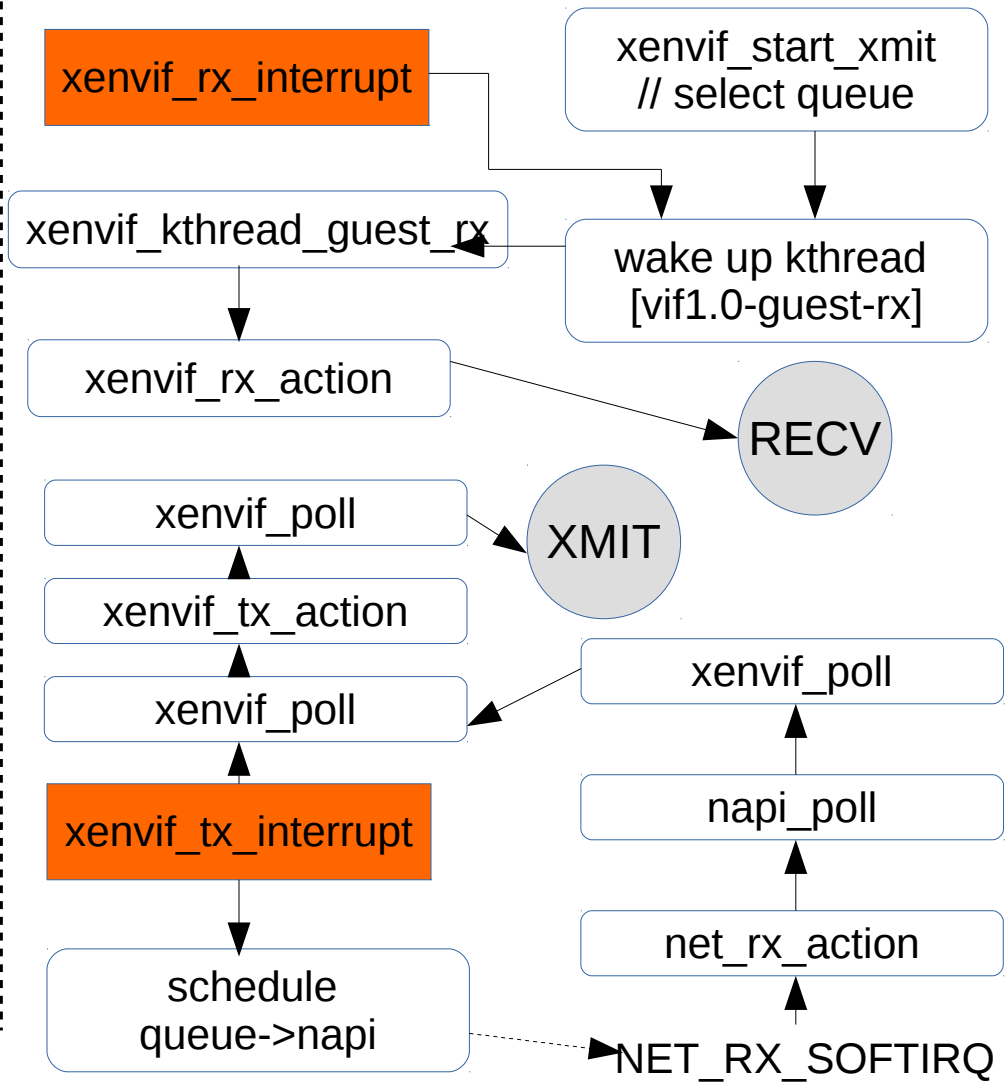 xenvif_rx_interrupt
xenvif_start_xmit
// select queue
xenvif_kthread_guest_rx
wake up kthread
[vif1.0-guest-rx]
xenvif_rx_action
RECV
xenvif_poll
XMIT
xenvif_tx_action
xenvif_poll
xenvif_poll
xenvif_tx_interrupt
napi_poll
net_rx_action
schedule
queue->napi
NET_RX_SOFTIRQ